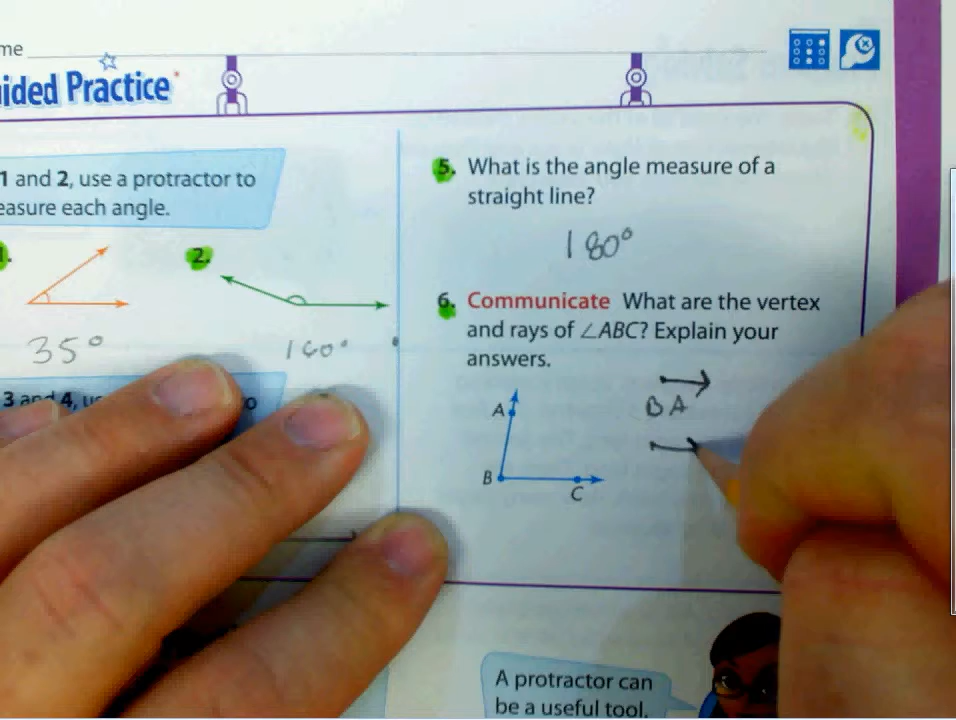 me
ided Practice
1 and 2, use a protractor to
easure each angle.
1.
2.
35°
160°
3 and 4, us
o
5. What is the angle measure of a
straight line?
180°
6. Communicate What are the vertex
and rays of ∠ABC? Explain your
answers.
A
B
C
BA
A protractor can
be a useful tool.